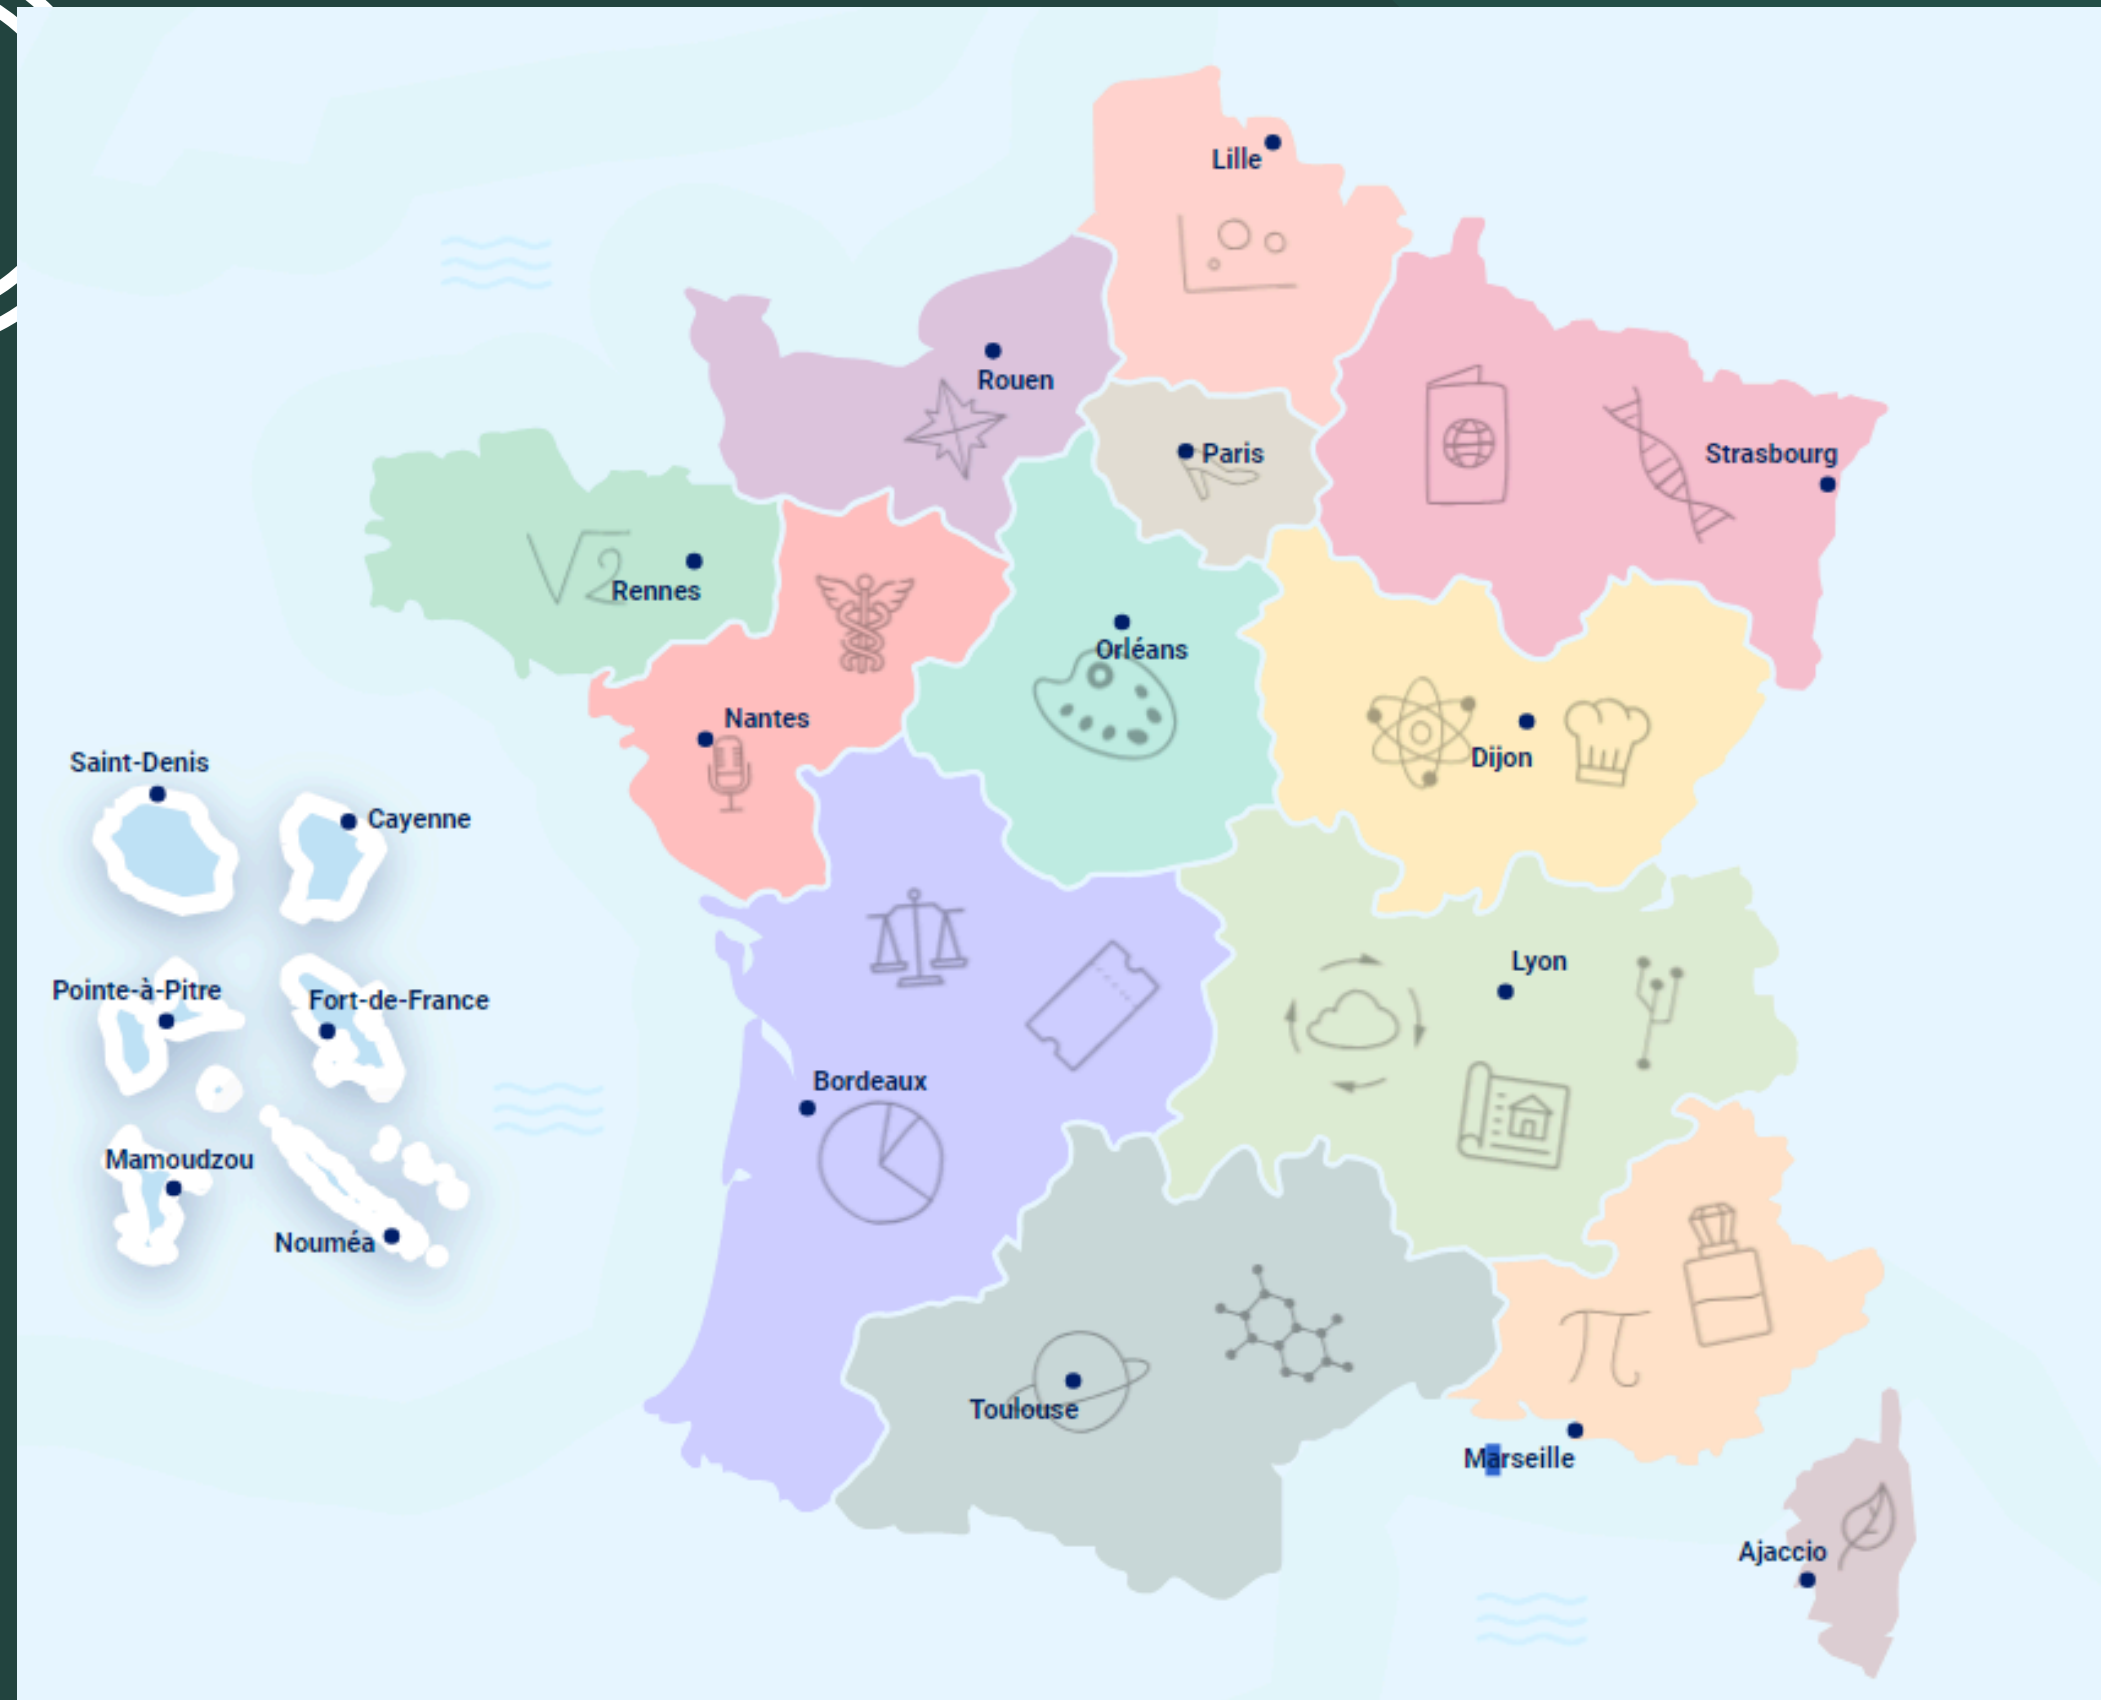 Lille
Rouen
Paris
Strasbourg
√2
Rennes
Orléans
Nantes
Dijon
Saint-Denis
Cayenne
Lyon
Pointe-à-Pitre
Fort-de-France
Bordeaux
Mamoudzou
Nouméa
π
Toulouse
Marseille
Ajaccio